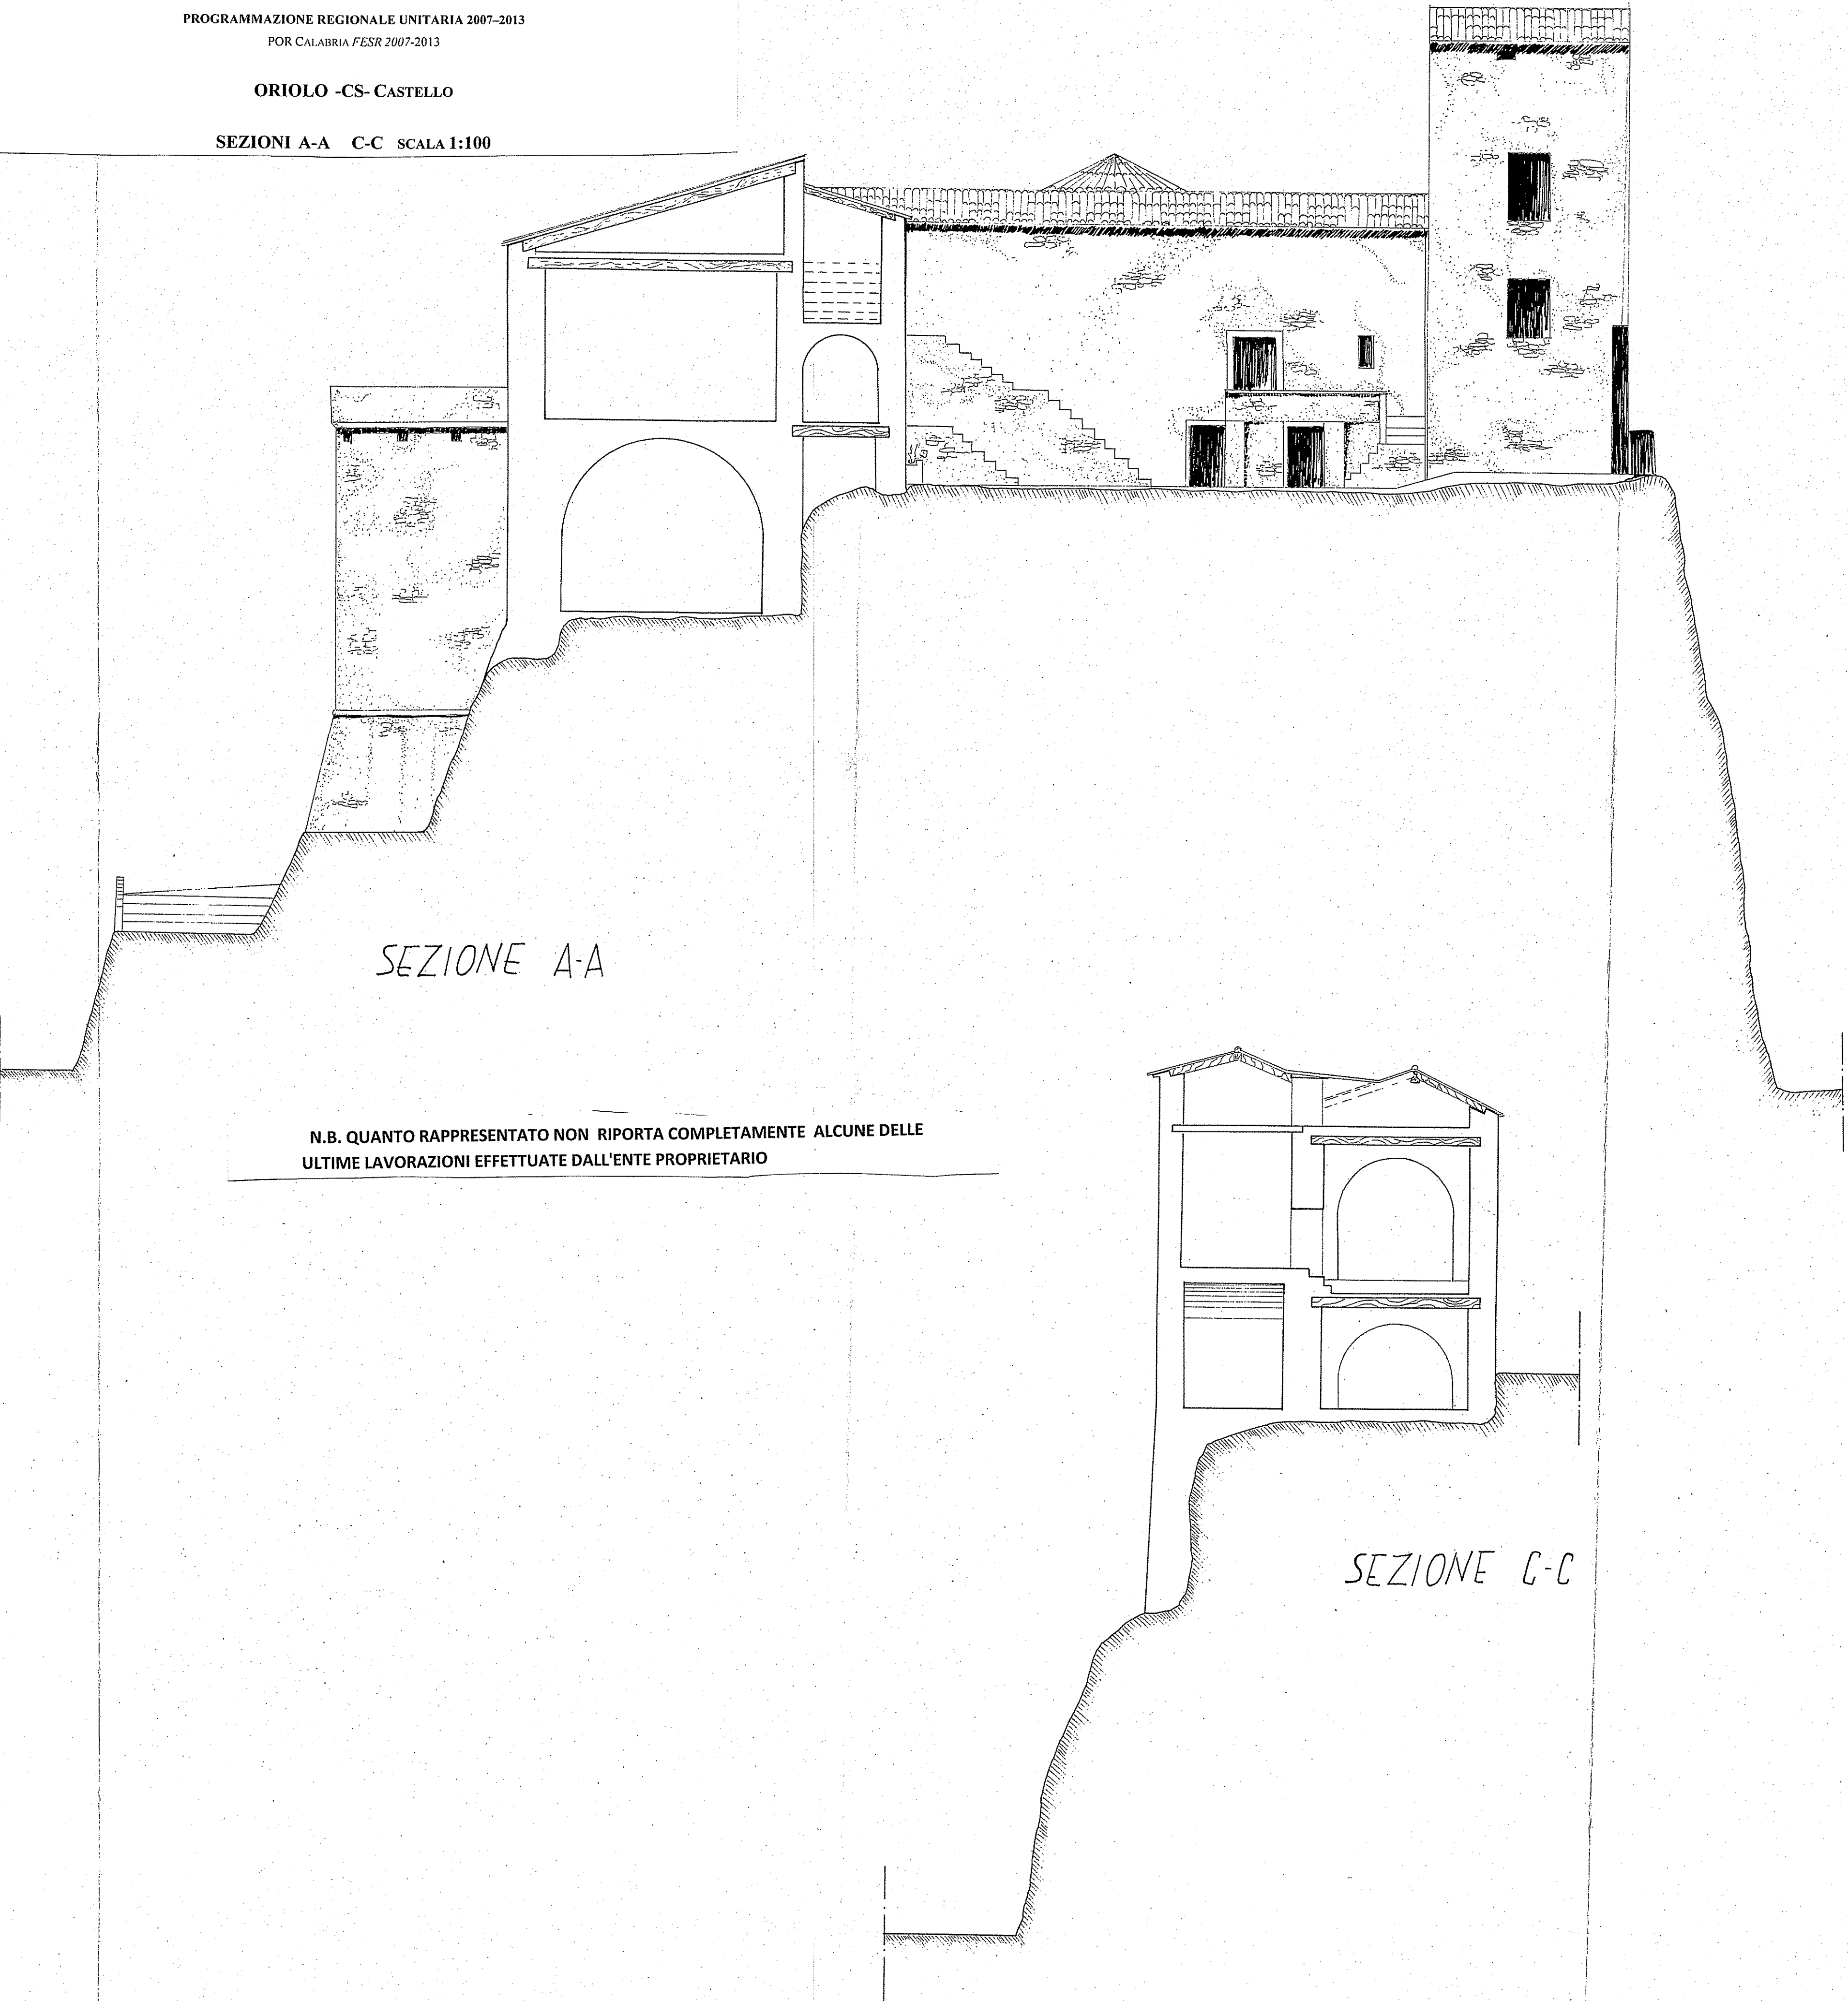 PROGRAMMAZIONE REGIONALE UNITARIA 2007–2013
POR CALABRIA FESR 2007-2013
ORIOLO -CS- CASTELLO
SEZIONI A-A C-C SCALA 1:100
SEZIONE A-A
N.B. QUANTO RAPPRESENTATO NON RIPORTA COMPLETAMENTE ALCUNE DELLE
ULTIME LAVORAZIONI EFFETTUATE DALL'ENTE PROPRIETARIO
SEZIONE C-C